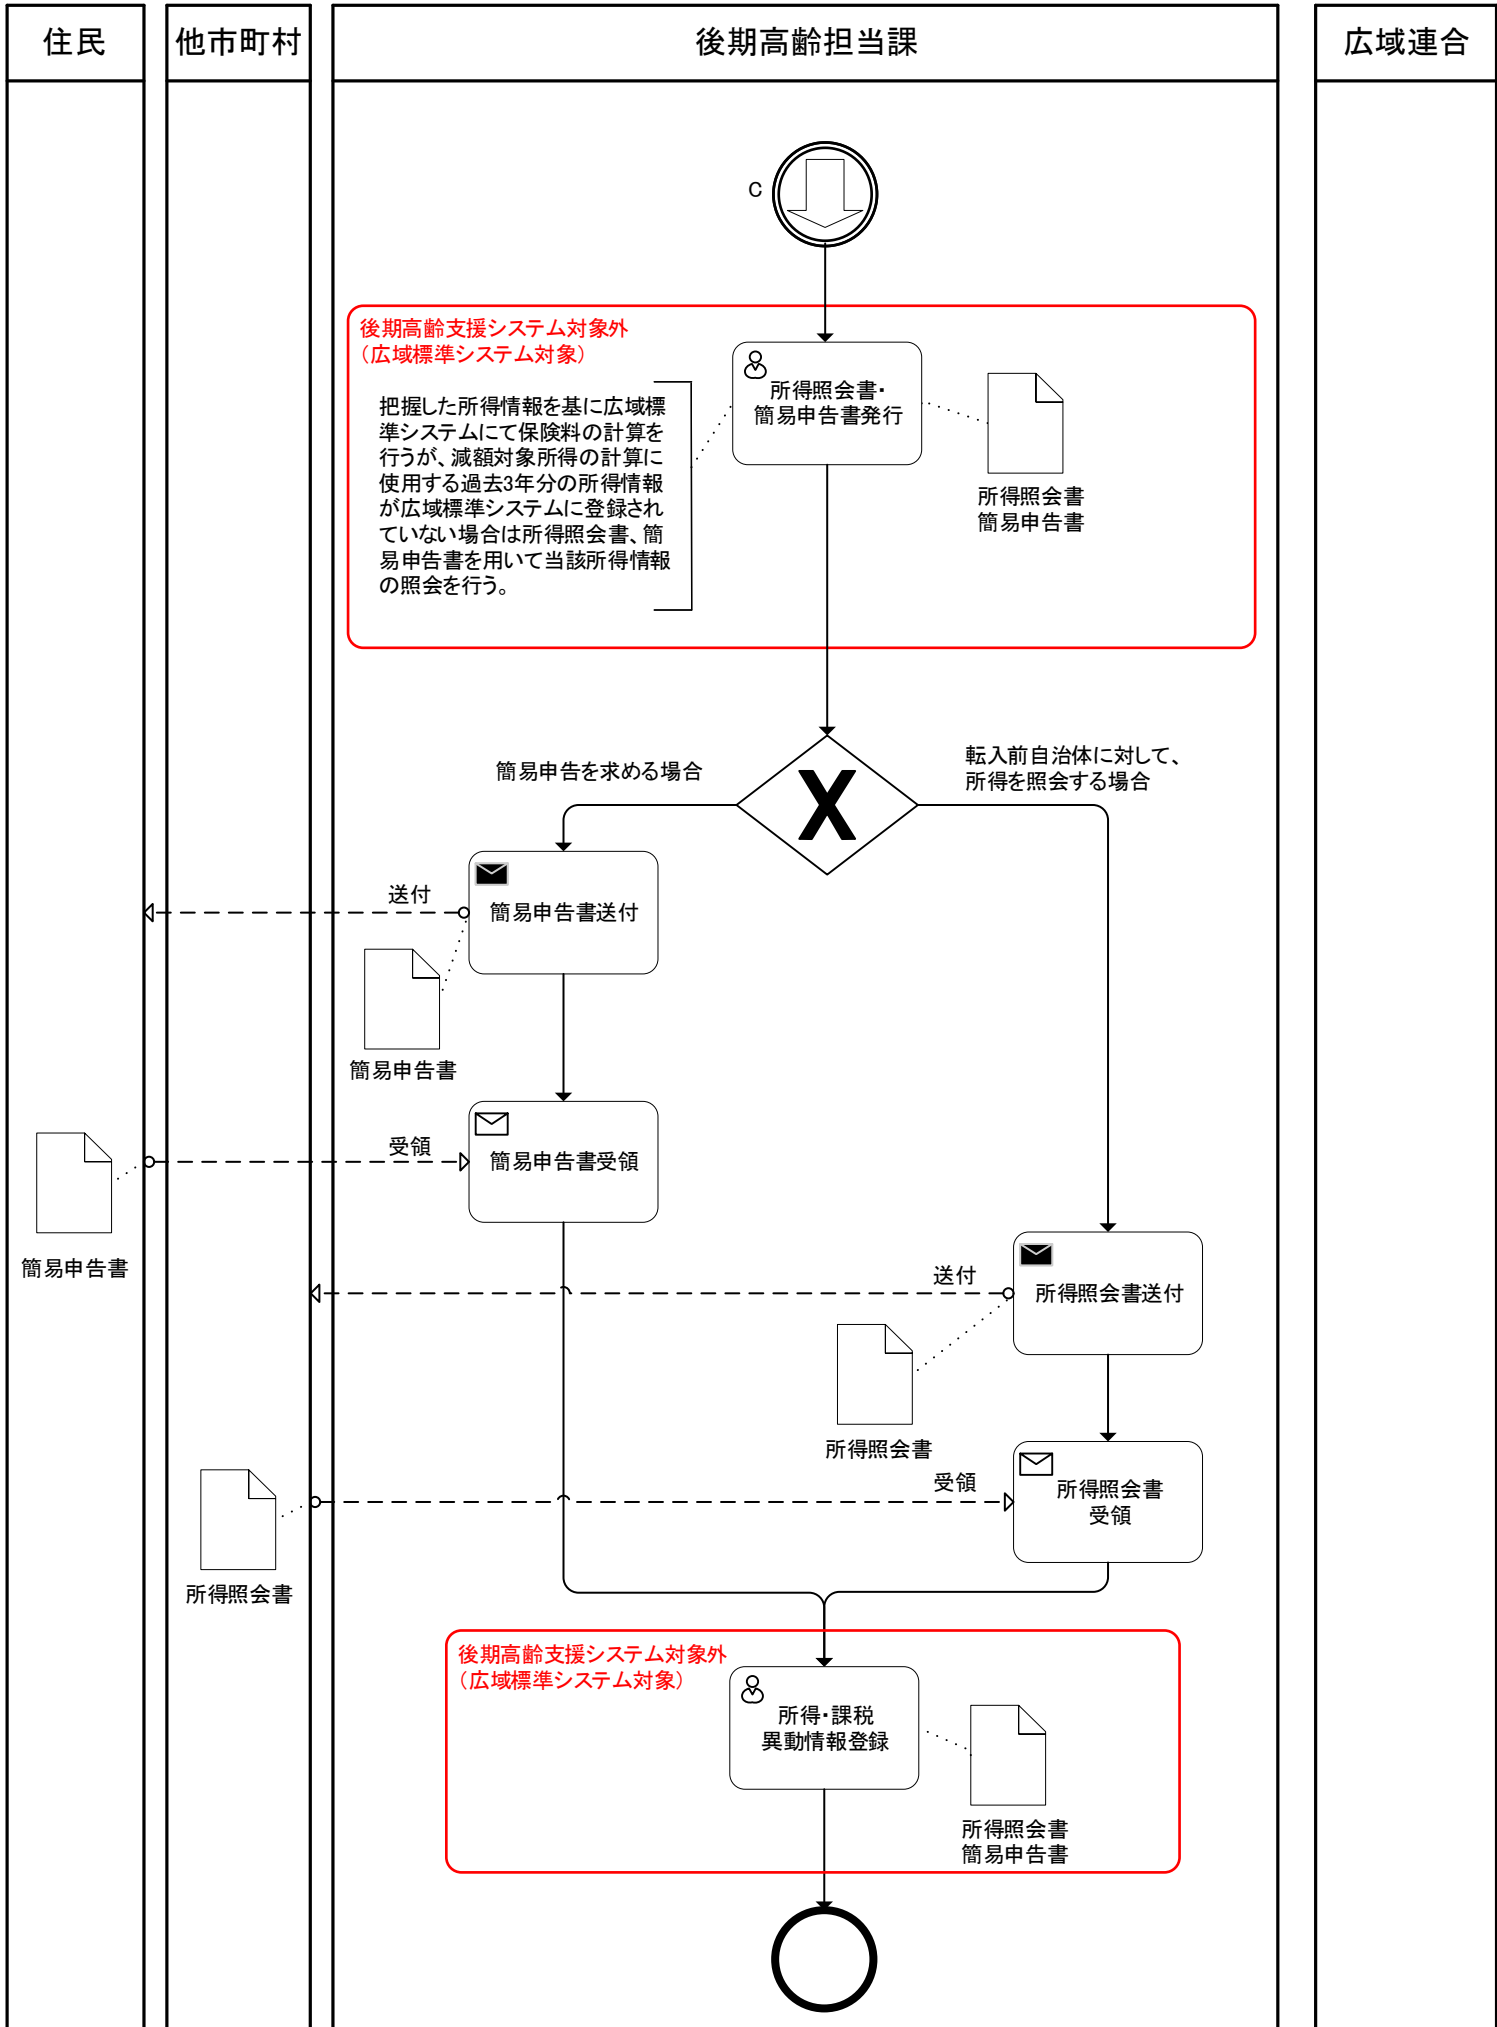 住民
他市町村
後期高齢担当課
広域連合
C
後期高齢支援システム対象外
（広域標準システム対象）
把握した所得情報を基に広域標
準システムにて保険料の計算を
行うが、減額対象所得の計算に
使用する過去3年分の所得情報
が広域標準システムに登録され
ていない場合は所得照会書、簡
易申告書を用いて当該所得情報
の照会を行う。
所得照会書・
簡易申告書発行
所得照会書
簡易申告書
簡易申告を求める場合
転入前自治体に対して、
所得を照会する場合
X
送付
簡易申告書送付
簡易申告書
受領
簡易申告書受領
簡易申告書
送付
所得照会書送付
所得照会書
受領
所得照会書
受領
所得照会書
後期高齢支援システム対象外
（広域標準システム対象）
所得・課税
異動情報登録
所得照会書
簡易申告書